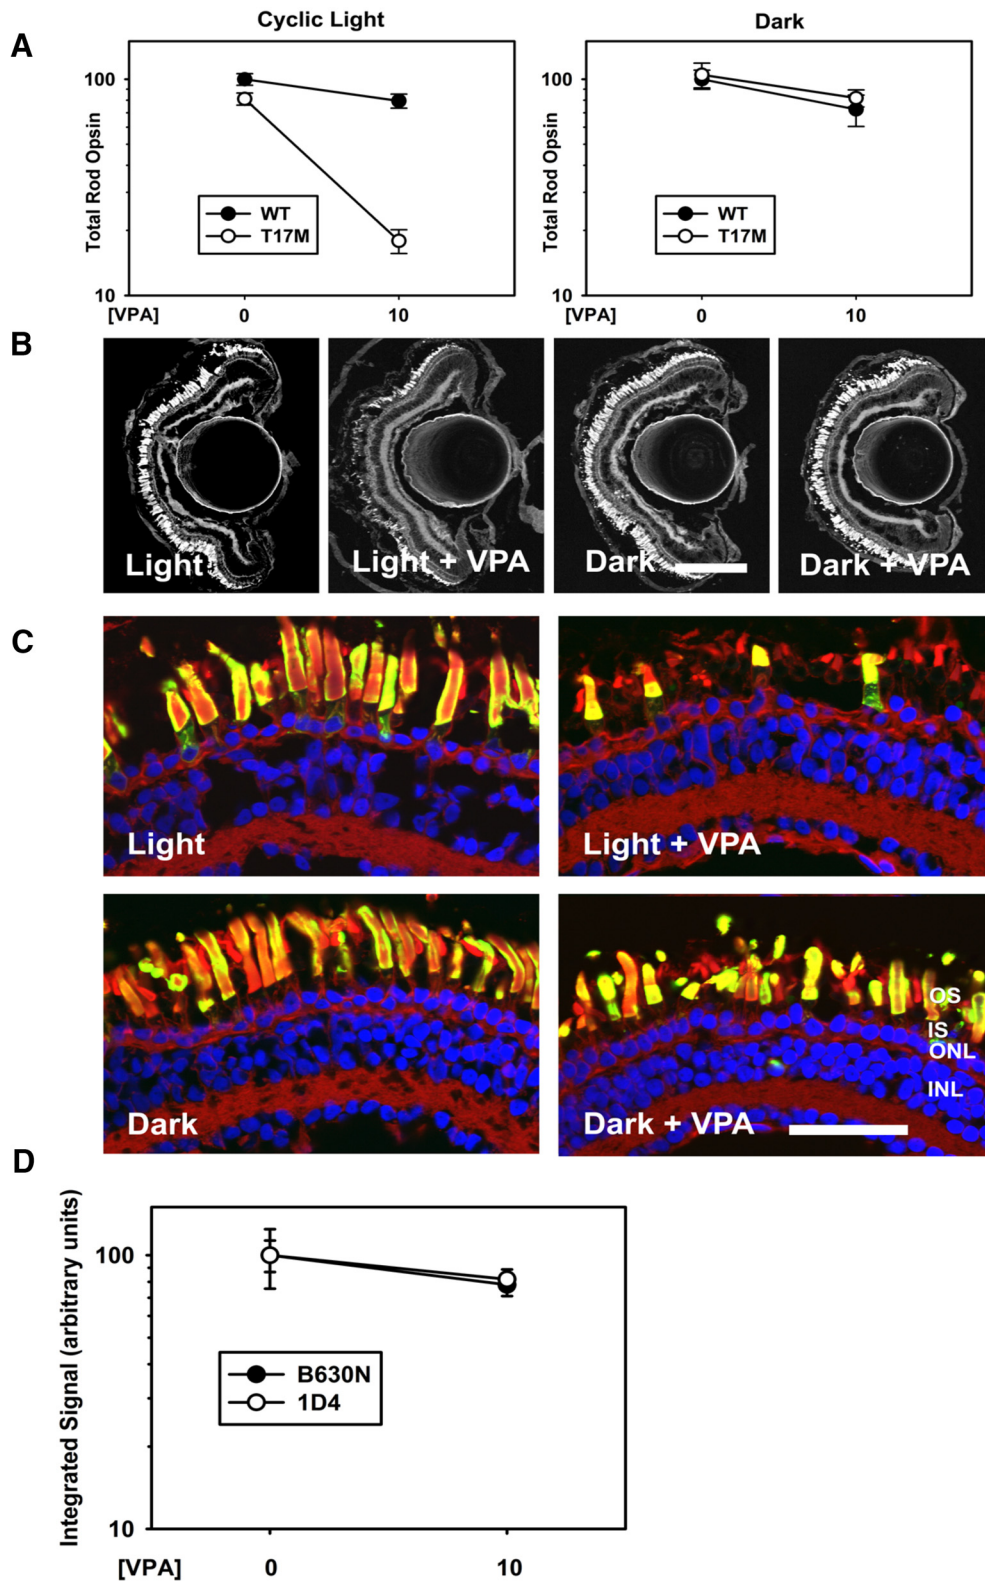 A
Cyclic Light
Dark
Total Rod Opsin
100
10
WT
T17M
[VPA]
0
10
Total Rod Opsin
100
10
WT
T17M
[VPA]
0
10
B
Light
Light + VPA
Dark
Dark + VPA
C
Light
Light + VPA
Dark
Dark + VPA
OS
IS
ONL
INL
D
Integrated Signal (arbitrary units)
100
10
B630N
1D4
[VPA]
0
10